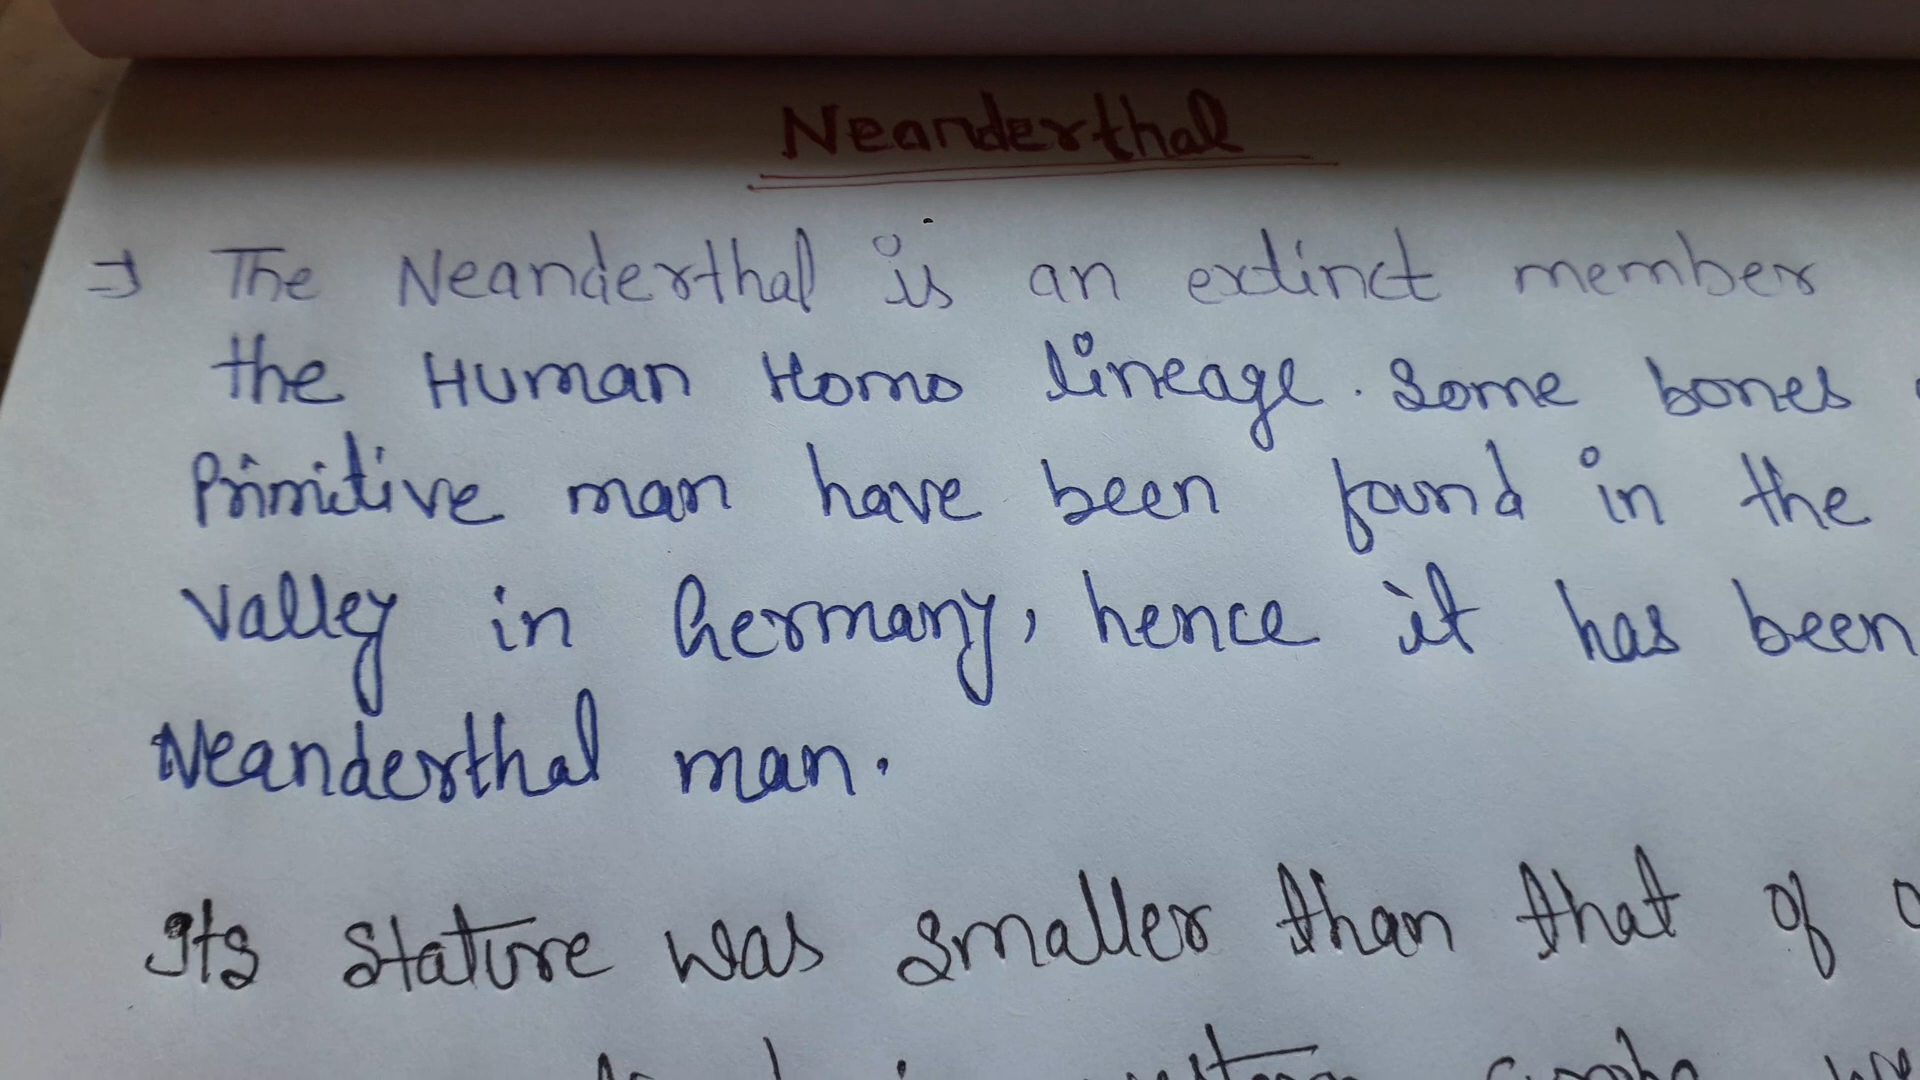 Neanderthal
⇒ The Neanderthal is an extinct member
the Human Homo lineage. Some bones
Primitive man have been found in the
valley in Germany, hence it has been
Neanderthal man.
Its stature was smaller than that of